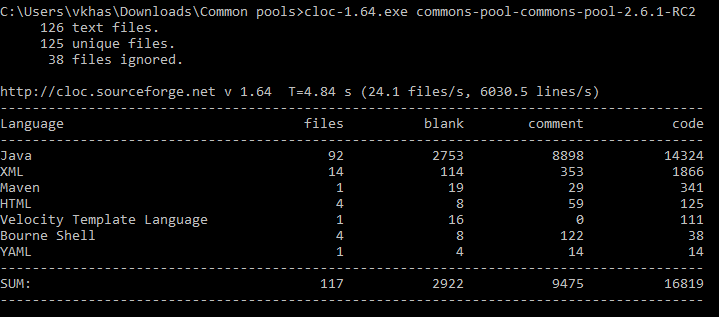 C:\Users\vkhas\Downloads\Common pools>cloc-1.64.exe commons-pool-commons-pool-2.6.1-RC2
126 text files.
125 unique files.
38 files ignored.
http://cloc.sourceforge.net v 1.64  T=4.84 s (24.1 files/s, 6030.5 lines/s)
-------------------------------------------------------------------------------
Language                     files          blank        comment           code
-------------------------------------------------------------------------------
Java                            92           2753           8898          14324
XML                             14            114            353           1866
Maven                            1             19             29            341
HTML                             4              8             59            125
Velocity Template Language       1             16              0            111
Bourne Shell                     4              8            122             38
YAML                             1              4             14             14
-------------------------------------------------------------------------------
SUM:                           117           2922           9475          16819
-------------------------------------------------------------------------------